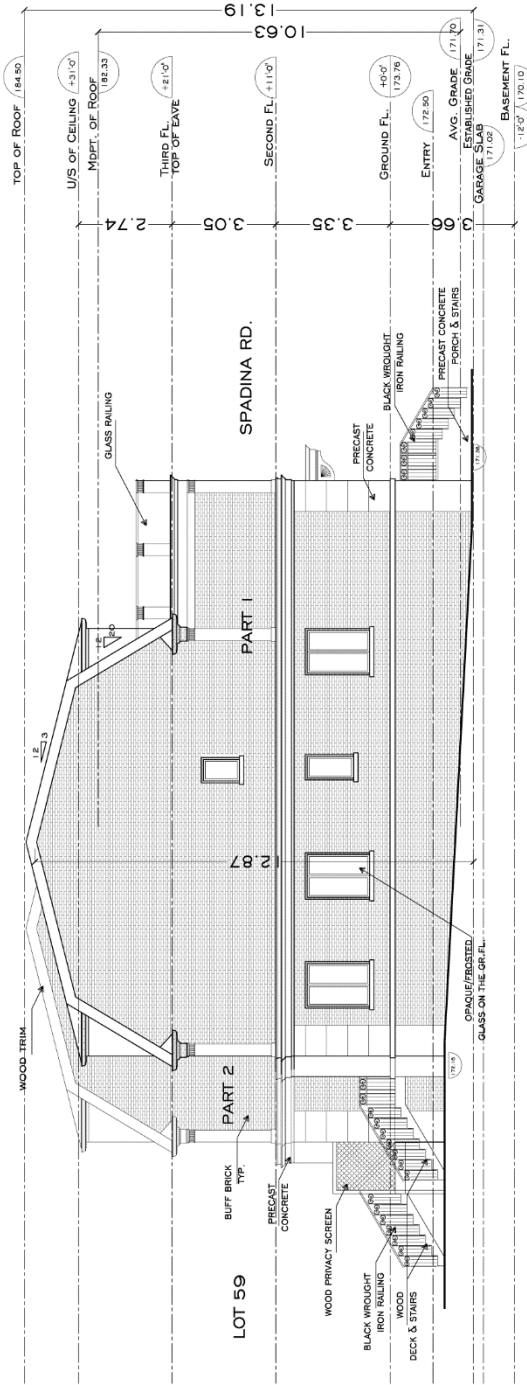 TOP OF ROOF 184.50
U/S OF CEILING +31'0"
MDPT. OF ROOF 182.33
THIRD FL. +21'0"
TOP OF EAVE
SECOND FL. +11'0"
GROUND FL. +0'0"
173.76
ENTRY 172.50
AVG. GRADE 171.70
ESTABLISHED GRADE 171.31
GARAGE SLAB 171.02
BASEMENT FL.
-12'0" 170.10
13.19
10.63
2.74
3.05
3.35
3.66
SPADINA RD.
GLASS RAILING
BLACK WROUGHT
IRON RAILING
PRECAST CONCRETE
PORCH & STAIRS
PRECAST
CONCRETE
12
20
12
3
PART 1
12.87
OPAQUE/FROSTED
GLASS ON THE GR.FL.
WOOD TRIM
PART 2
BUFF BRICK
TYP.
PRECAST
CONCRETE
LOT 59
WOOD PRIVACY SCREEN
BLACK WROUGHT
IRON RAILING
WOOD
DECK & STAIRS